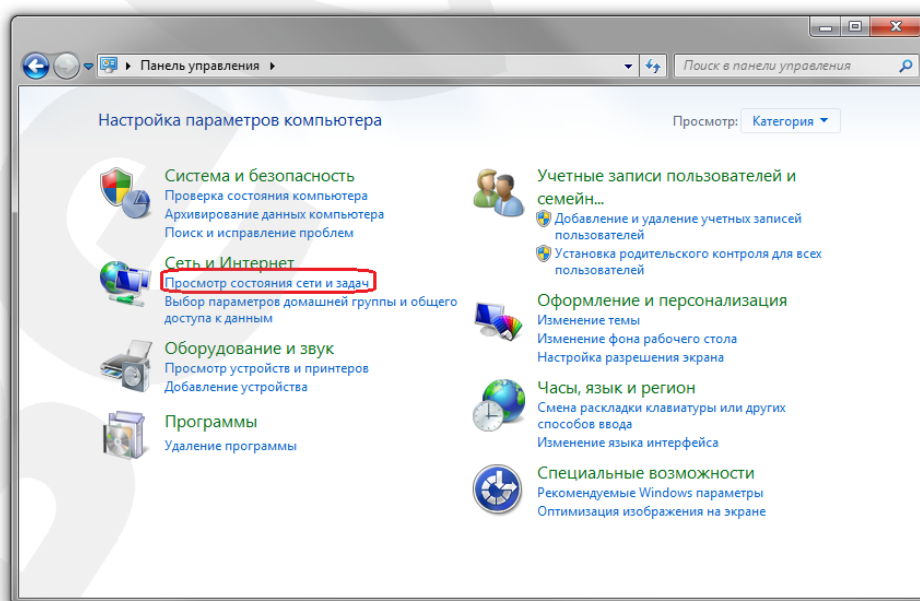 Панель управления
Поиск в панели управления
Настройка параметров компьютера
Просмотр: Категория
Система и безопасность
Проверка состояния компьютера
Архивирование данных компьютера
Поиск и исправление проблем
Сеть и Интернет
Просмотр состояния сети и задач
Выбор параметров домашней группы и общего
доступа к данным
Оборудование и звук
Просмотр устройств и принтеров
Добавление устройства
Программы
Удаление программы
Учетные записи пользователей и
семейн...
Добавление и удаление учетных записей
пользователей
Установка родительского контроля для всех
пользователей
Оформление и персонализация
Изменение темы
Изменение фона рабочего стола
Настройка разрешения экрана
Часы, язык и регион
Смена раскладки клавиатуры или других
способов ввода
Изменение языка интерфейса
Специальные возможности
Рекомендуемые Windows параметры
Оптимизация изображения на экране